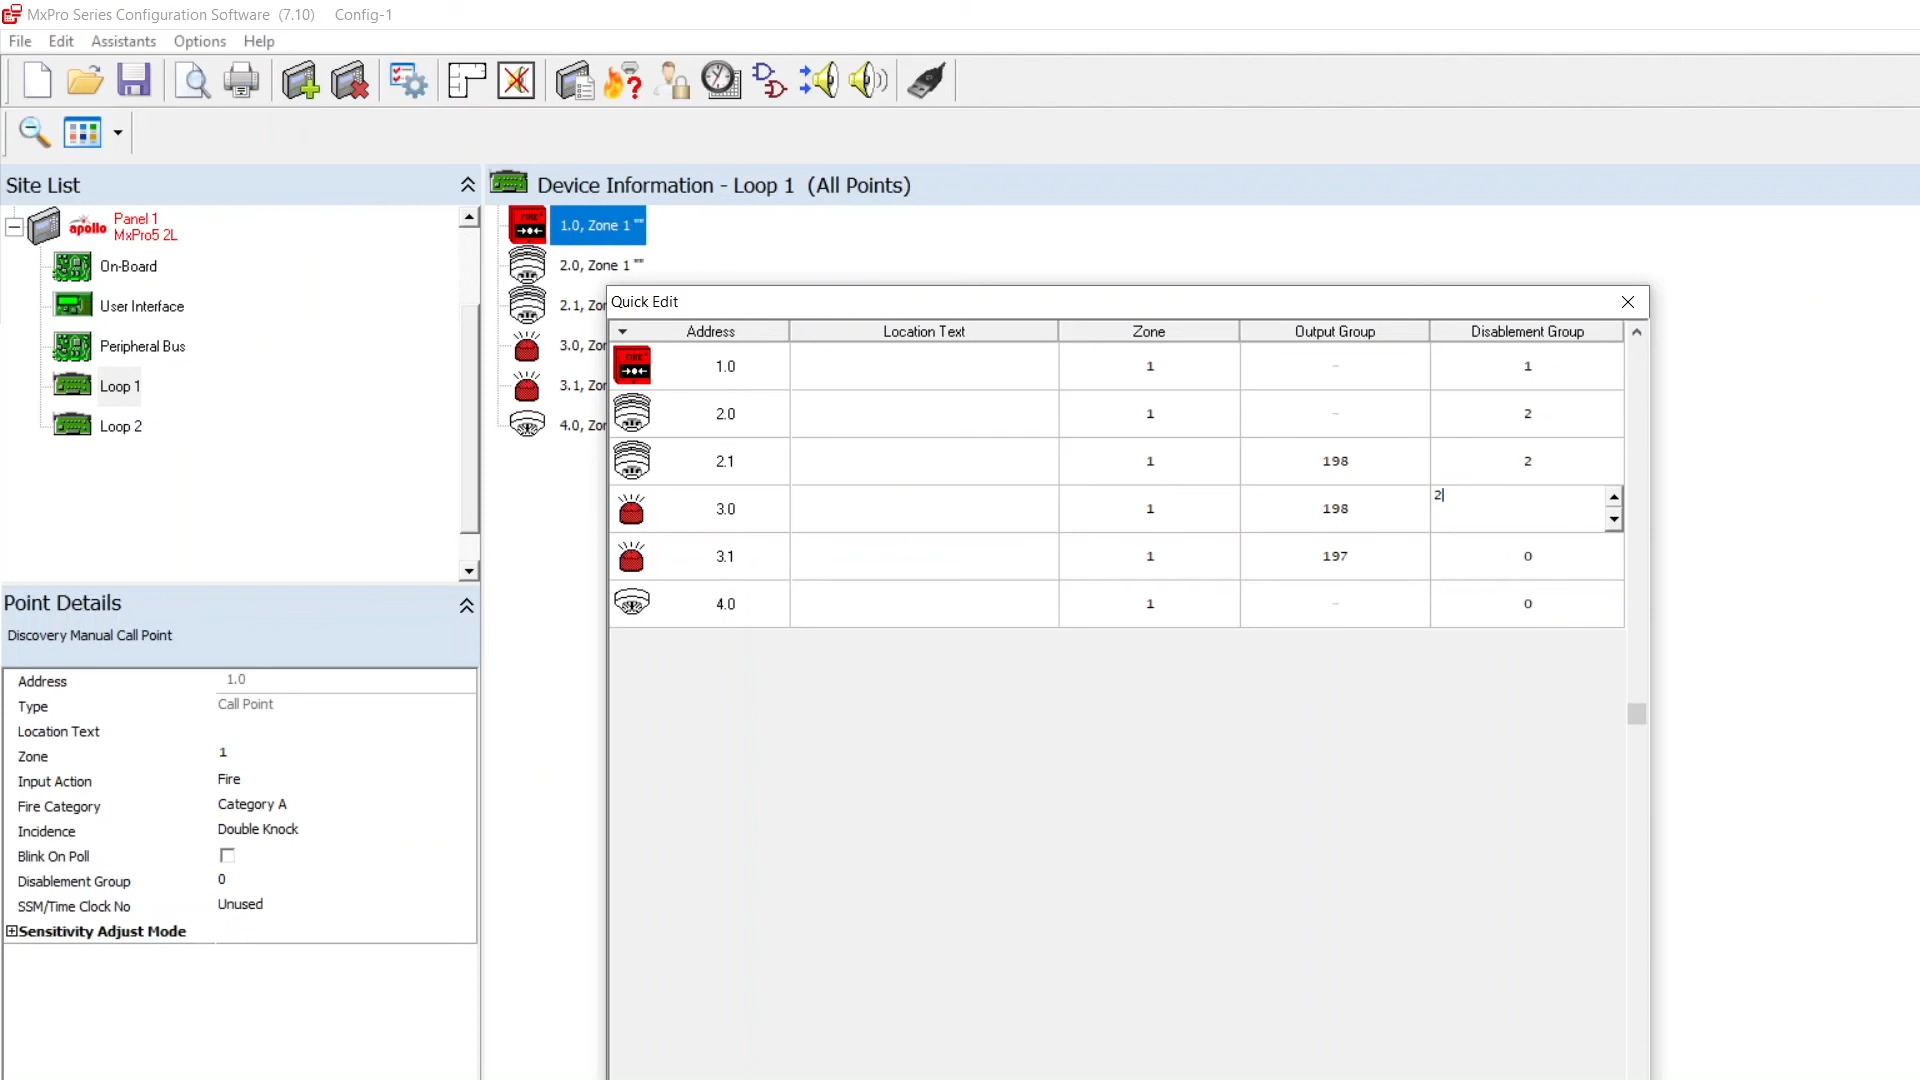 MxPro Series Configuration Software (7.10) Config-1
File Edit Assistants Options Help
Site List
Device Information - Loop 1 (All Points)
Panel 1
apollo MxPro5 2L
On-Board
User Interface
Peripheral Bus
Loop 1
Loop 2
1.0, Zone 1 ""
2.0, Zone 1 ""
2.1, Zor
3.0, Zor
3.1, Zor
4.0, Zor
Quick Edit
Address Location Text Zone Output Group Disablement Group
FIRE 1.0 1 - 1
2.0 1 - 2
2.1 1 198 2
3.0 1 198 2
3.1 1 197 0
4.0 1 - 0
Point Details
Discovery Manual Call Point
Address 1.0
Type Call Point
Location Text
Zone 1
Input Action Fire
Fire Category Category A
Incidence Double Knock
Blink On Poll
Disablement Group 0
SSM/Time Clock No Unused
Sensitivity Adjust Mode